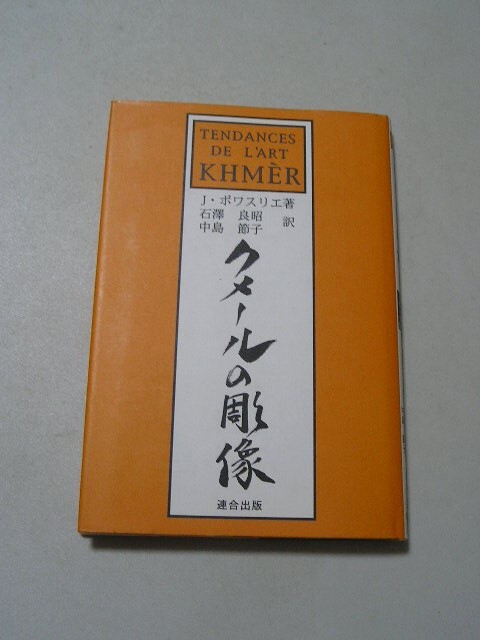 TENDANCES
DE L'ART
KHMÈR
J・ボワスリエ著
石澤 良昭
中島 節子 訳
クメールの彫像
連合出版